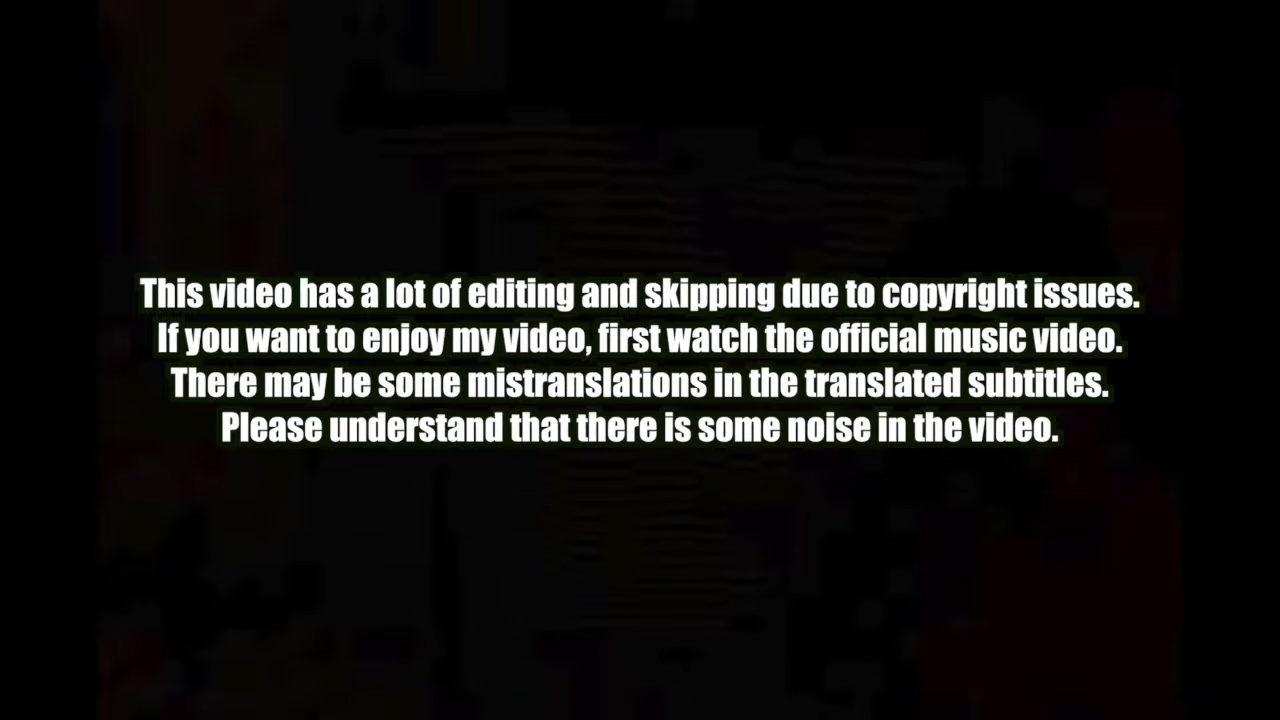 This video has a lot of editing and skipping due to copyright issues.
If you want to enjoy my video, first watch the official music video.
There may be some mistranslations in the translated subtitles.
Please understand that there is some noise in the video.